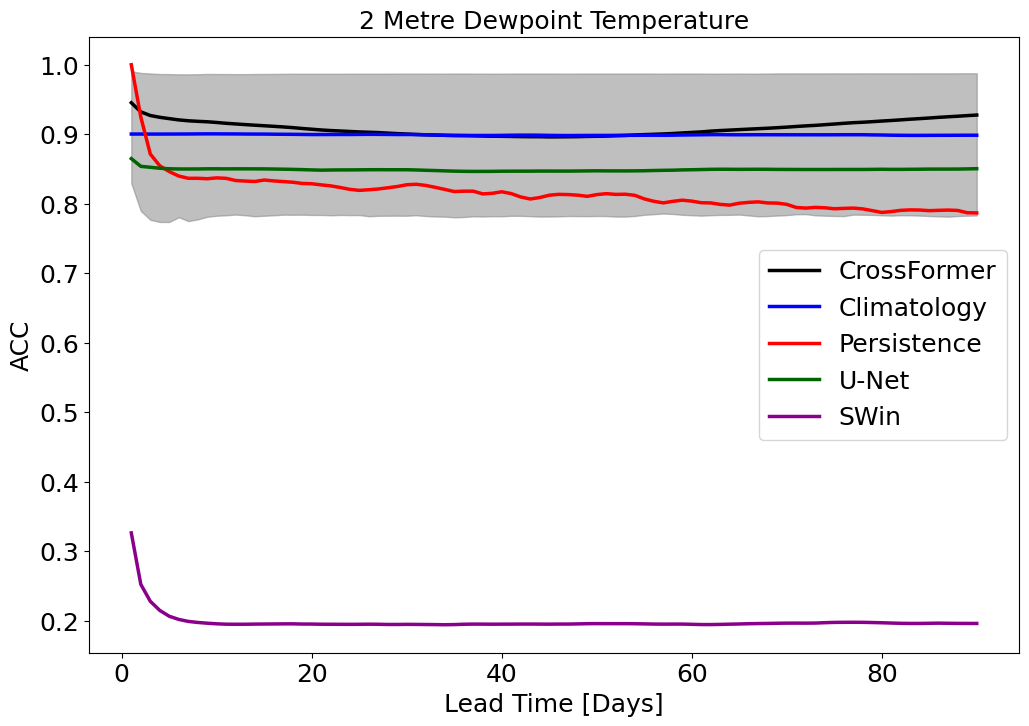 2 Metre Dewpoint Temperature
ACC
1.0
0.9
0.8
0.7
0.6
0.5
0.4
0.3
0.2
CrossFormer
Climatology
Persistence
U-Net
SWin
0 20 40 60 80
Lead Time [Days]